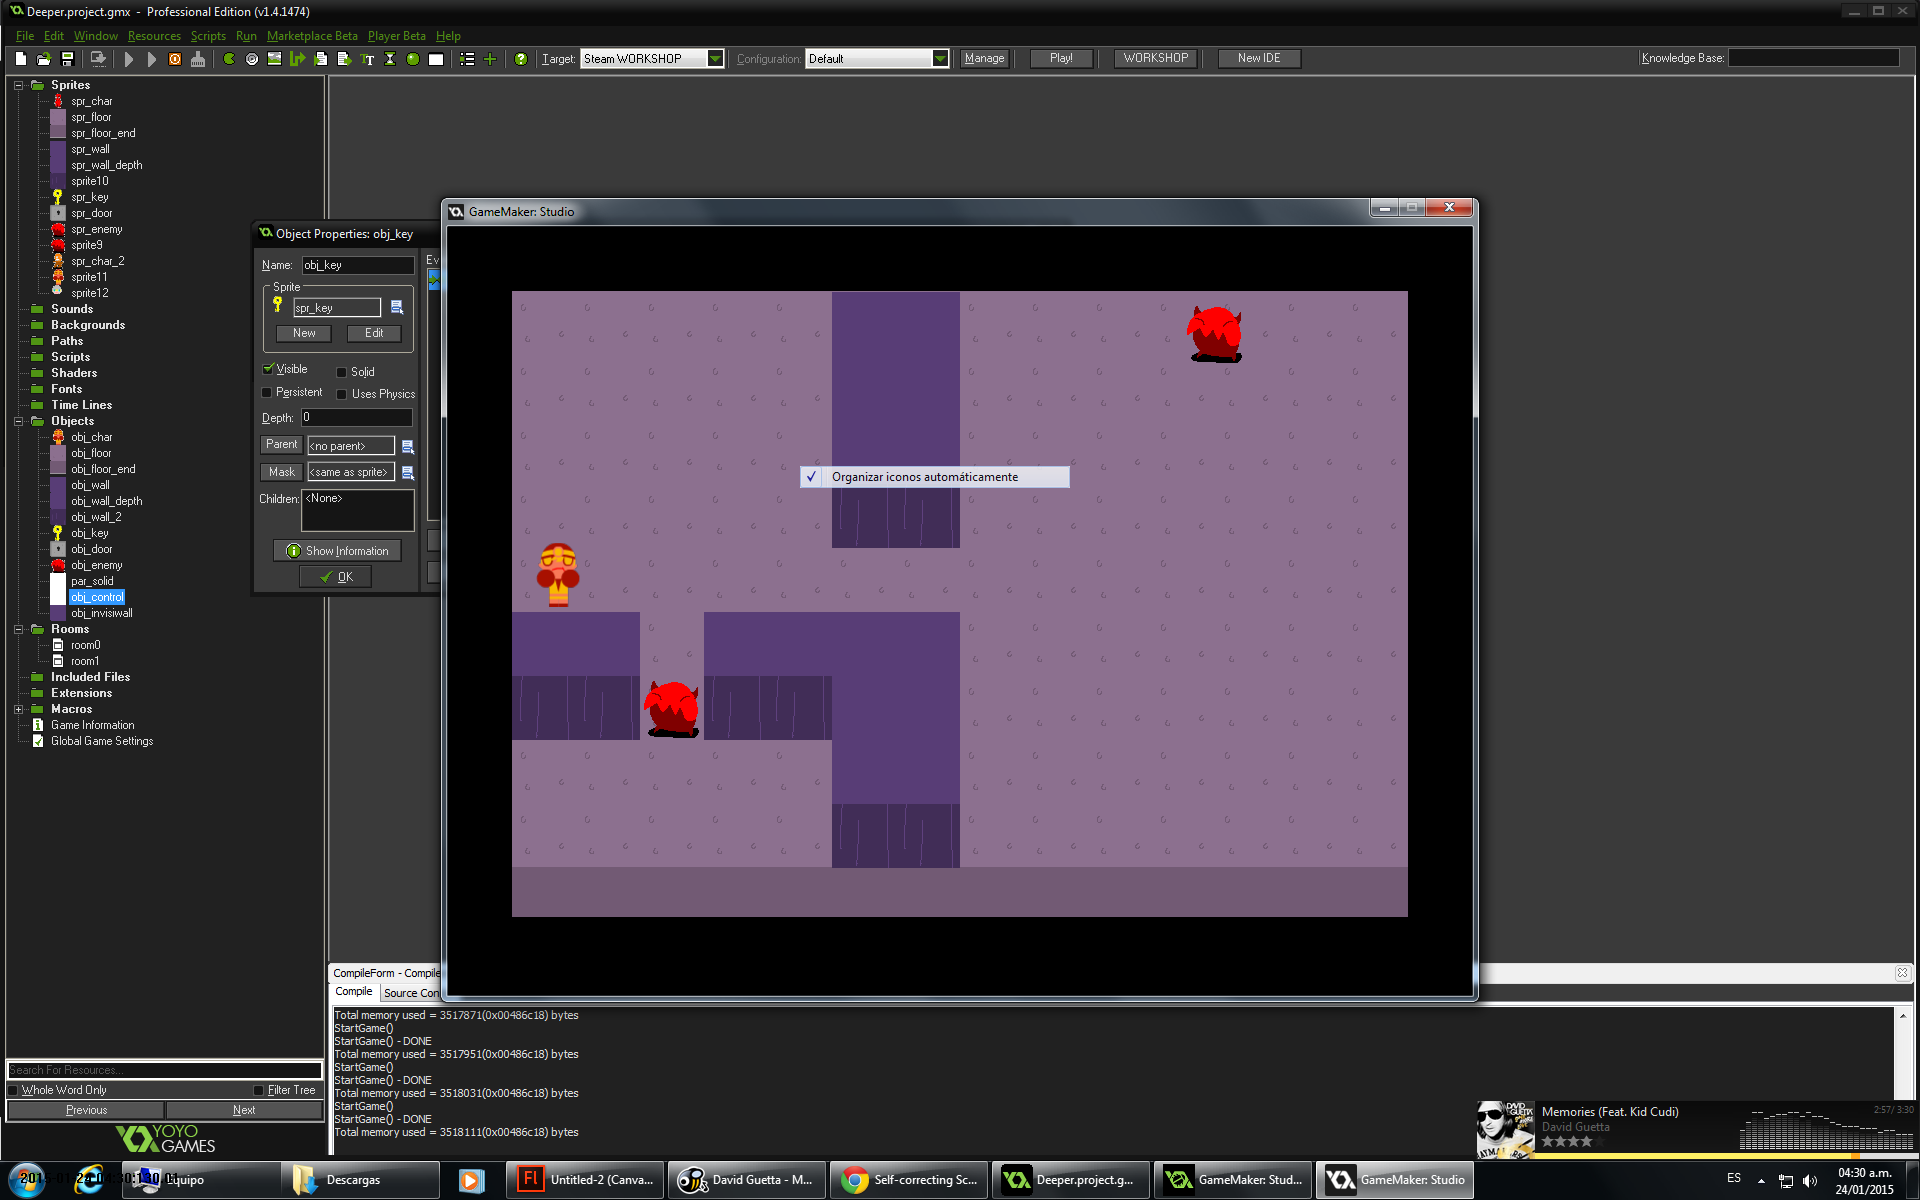 Deeper.project.gmx - Professional Edition (v1.4.1474)
File Edit Window Resources Scripts Run Marketplace Beta Player Beta Help
Target: Steam WORKSHOP Configuration: Default Manage Play! WORKSHOP New IDE Knowledge Base:
Sprites
spr_char
spr_floor
spr_floor_end
spr_wall
spr_wall_depth
sprite10
spr_key
spr_door
spr_enemy
sprite9
spr_char_2
sprite11
sprite12
Sounds
Backgrounds
Paths
Scripts
Shaders
Fonts
Time Lines
Objects
obj_char
obj_floor
obj_floor_end
obj_wall
obj_wall_depth
obj_wall_2
obj_key
obj_door
obj_enemy
par_solid
obj_control
obj_invisiwall
Rooms
room0
room1
Included Files
Extensions
Macros
Game Information
Global Game Settings
Search For Resources...
Whole Word Only Filter Tree
Previous Next
YOYO GAMES
Object Properties: obj_key
Name: obj_key
Ev
Sprite
spr_key
New Edit
Visible Solid
Persistent Uses Physics
Depth: 0
Parent <no parent>
Mask <same as sprite>
Children: <None>
Show Information
OK
GameMaker: Studio
Organizar iconos automáticamente
CompileForm - Compile
Compile Source Con
Total memory used = 3517871(0x00486c18) bytes
StartGame()
StartGame() - DONE
Total memory used = 3517951(0x00486c18) bytes
StartGame()
StartGame() - DONE
Total memory used = 3518031(0x00486c18) bytes
StartGame()
StartGame() - DONE
Total memory used = 3518111(0x00486c18) bytes
Memories (Feat. Kid Cudi) 2:57/ 3:30
David Guetta
Equipo
Descargas
Fl Untitled-2 (Canva...
David Guetta - M...
Self-correcting Sc...
Deeper.project.g...
GameMaker: Stud...
GameMaker: Studio
ES
04:30 a.m.
24/01/2015